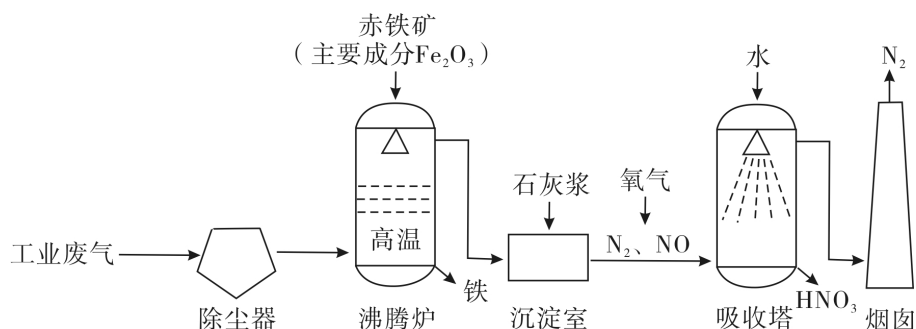 赤铁矿
（主要成分Fe₂O₃）
水
N₂
石灰浆
氧气
高温
工业废气
N₂、NO
铁
HNO₃
除尘器
沸腾炉
沉淀室
吸收塔
烟囱